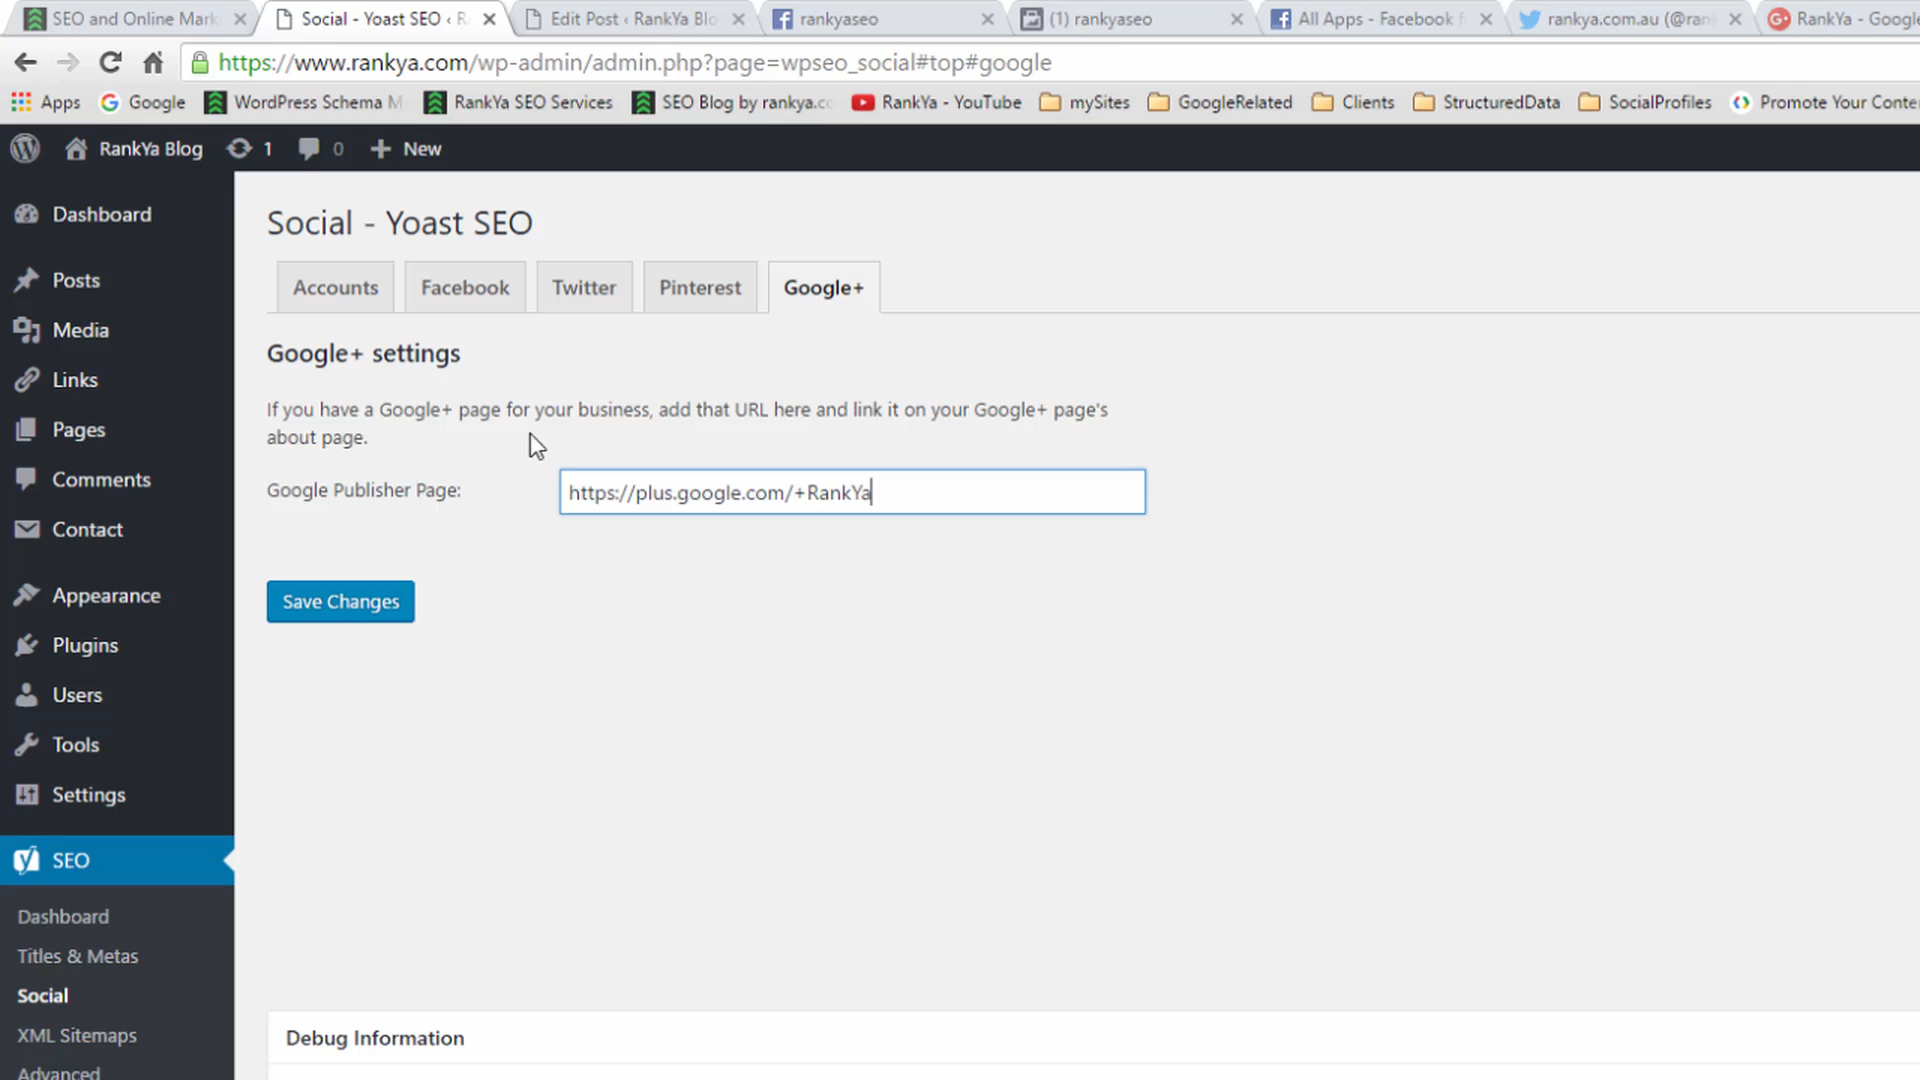 SEO and Online Mark
Social - Yoast SEO ‹ R
Edit Post ‹ RankYa Blo
rankyaseo
(1) rankyaseo
All Apps - Facebook f
rankya.com.au (@ran
RankYa - Google
https://www.rankya.com/wp-admin/admin.php?page=wpseo_social#top#google
Apps
Google
WordPress Schema M
RankYa SEO Services
SEO Blog by rankya.co
RankYa - YouTube
mySites
GoogleRelated
Clients
StructuredData
SocialProfiles
Promote Your Conte
RankYa Blog
1
0
New
Dashboard
Posts
Media
Links
Pages
Comments
Contact
Appearance
Plugins
Users
Tools
Settings
SEO
Dashboard
Titles & Metas
Social
XML Sitemaps
Advanced
Social - Yoast SEO
Accounts
Facebook
Twitter
Pinterest
Google+
Google+ settings
If you have a Google+ page for your business, add that URL here and link it on your Google+ page's
about page.
Google Publisher Page:
https://plus.google.com/+RankYa
Save Changes
Debug Information